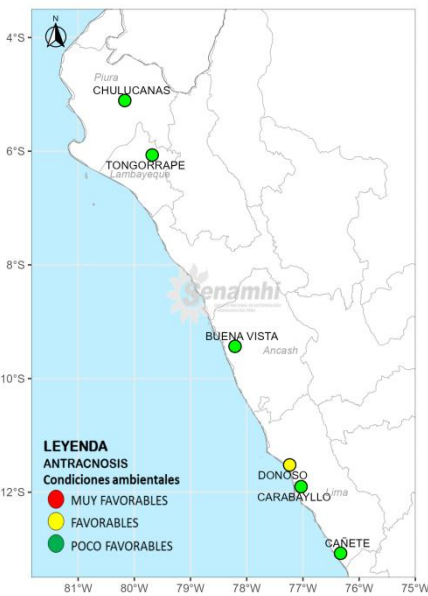 N
4°S
6°S
8°S
10°S
12°S
Piura
CHULUCANAS
TONGORRAPE
Lambayeque
Senamhi
BUENA VISTA
Ancash
DONOSO
CARABAYLLO
Lima
CAÑETE
LEYENDA
ANTRACNOSIS
Condiciones ambientales
MUY FAVORABLES
FAVORABLES
POCO FAVORABLES
81°W 80°W 79°W 78°W 77°W 76°W 75°W